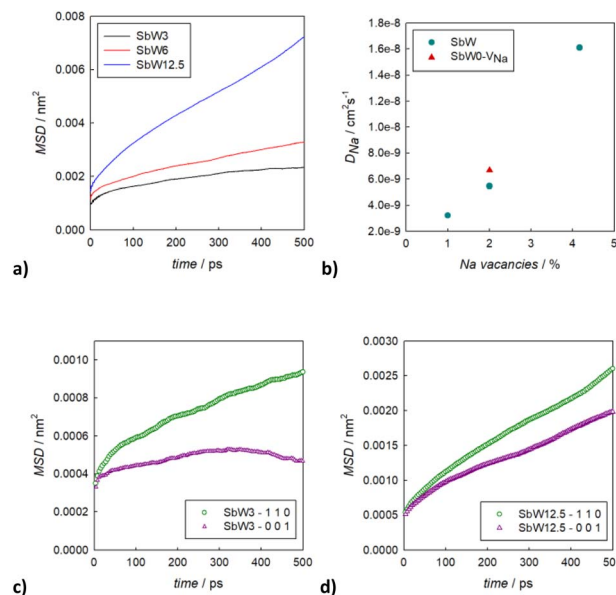 0.008
0.006
0.004
0.002
0.000
MSD / nm²
SbW3
SbW6
SbW12.5
0 100 200 300 400 500
time / ps
a)
1.8e-8
1.6e-8
1.4e-8
1.2e-8
1.0e-8
8.0e-9
6.0e-9
4.0e-9
2.0e-9
D_Na / cm²s⁻¹
SbW
SbW0-V_Na
0 1 2 3 4 5
Na vacancies / %
b)
0.0010
0.0008
0.0006
0.0004
0.0002
0.0000
MSD / nm²
SbW3 - 1 1 0
SbW3 - 0 0 1
0 100 200 300 400 500
time / ps
c)
0.0030
0.0025
0.0020
0.0015
0.0010
0.0005
0.0000
MSD / nm²
SbW12.5 - 1 1 0
SbW12.5 - 0 0 1
0 100 200 300 400 50
time / ps
d)